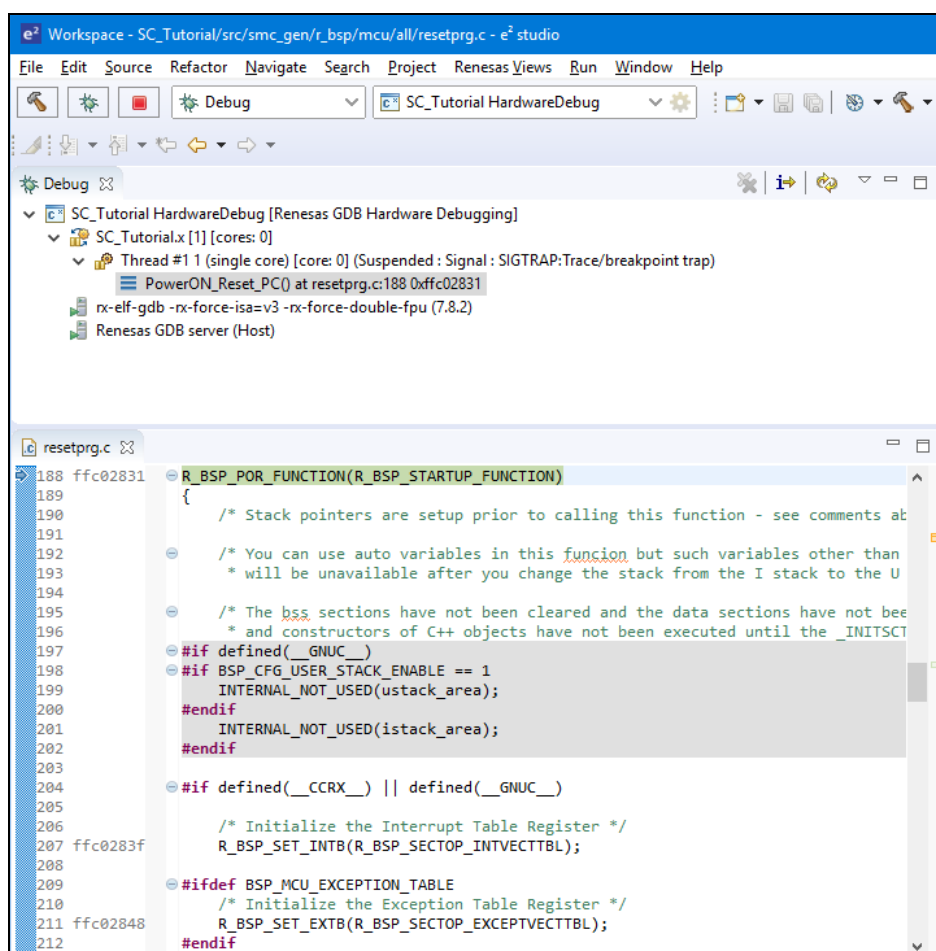 e² Workspace - SC_Tutorial/src/smc_gen/r_bsp/mcu/all/resetprg.c - e² studio
File Edit Source Refactor Navigate Search Project Renesas Views Run Window Help
Debug SC_Tutorial HardwareDebug
Debug
SC_Tutorial HardwareDebug [Renesas GDB Hardware Debugging]
SC_Tutorial.x [1] [cores: 0]
Thread #1 1 (single core) [core: 0] (Suspended : Signal : SIGTRAP:Trace/breakpoint trap)
PowerON_Reset_PC() at resetprg.c:188 0xffc02831
rx-elf-gdb -rx-force-isa=v3 -rx-force-double-fpu (7.8.2)
Renesas GDB server (Host)
resetprg.c
188 ffc02831 R_BSP_POR_FUNCTION(R_BSP_STARTUP_FUNCTION)
189 {
190 /* Stack pointers are setup prior to calling this function - see comments ab
191
192 /* You can use auto variables in this funcion but such variables other than
193 * will be unavailable after you change the stack from the I stack to the U
194
195 /* The bss sections have not been cleared and the data sections have not bee
196 * and constructors of C++ objects have not been executed until the _INITSCT
197 #if defined(__GNUC__)
198 #if BSP_CFG_USER_STACK_ENABLE == 1
199 INTERNAL_NOT_USED(ustack_area);
200 #endif
201 INTERNAL_NOT_USED(istack_area);
202 #endif
203
204 #if defined(__CCRX__) || defined(__GNUC__)
205
206 /* Initialize the Interrupt Table Register */
207 ffc0283f R_BSP_SET_INTB(R_BSP_SECTOP_INTVECTTBL);
208
209 #ifdef BSP_MCU_EXCEPTION_TABLE
210 /* Initialize the Exception Table Register */
211 ffc02848 R_BSP_SET_EXTB(R_BSP_SECTOP_EXCEPTVECTTBL);
212 #endif